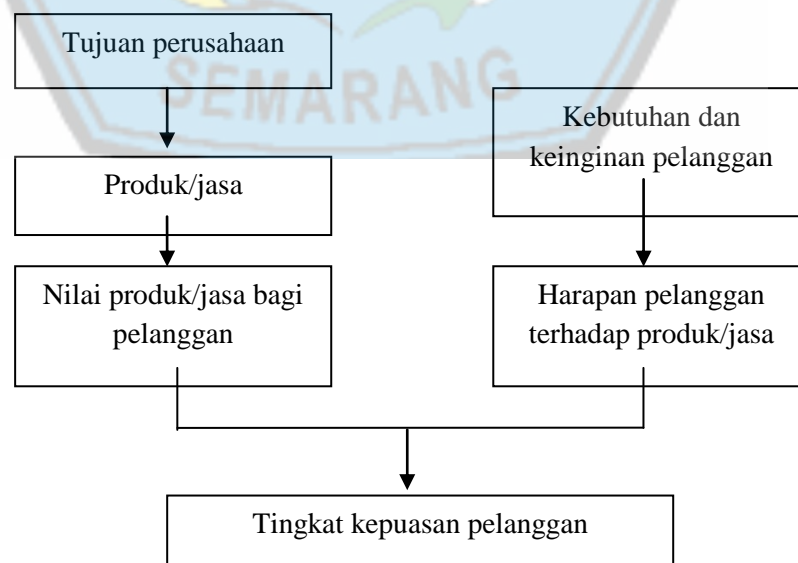 Tujuan perusahaan
SEMARANG
Produk/jasa
Nilai produk/jasa bagi
pelanggan
Kebutuhan dan
keinginan pelanggan
Harapan pelanggan
terhadap produk/jasa
Tingkat kepuasan pelanggan